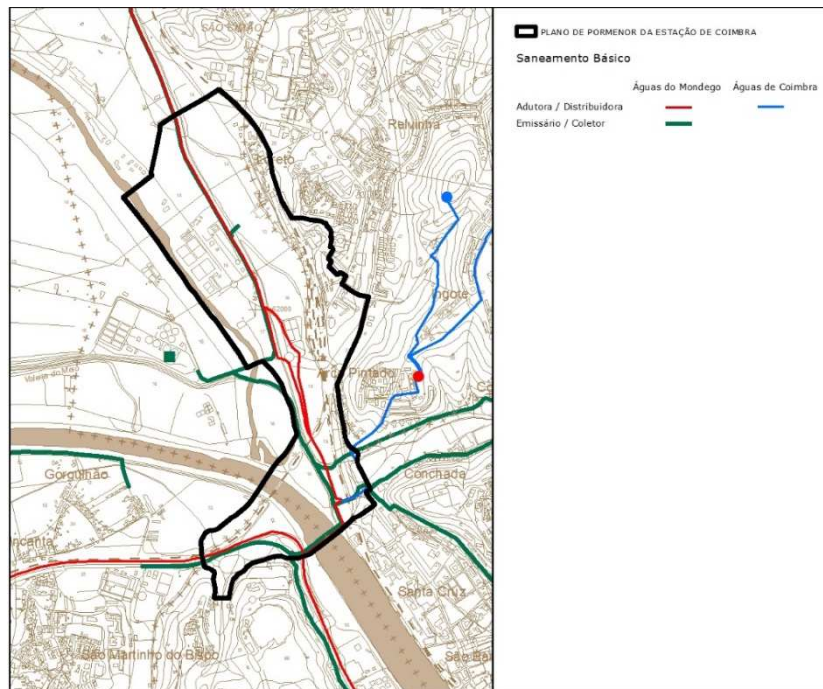 PLANO DE PORMENOR DA ESTAÇÃO DE COIMBRA
Saneamento Básico
Águas do Mondego Águas de Coimbra
Adutora / Distribuidora
Emissário / Coletor
Relvinha
Loreto
Ingote
Conchada
Gorgulhão
Santa Cruz
São Martinho do Bispo